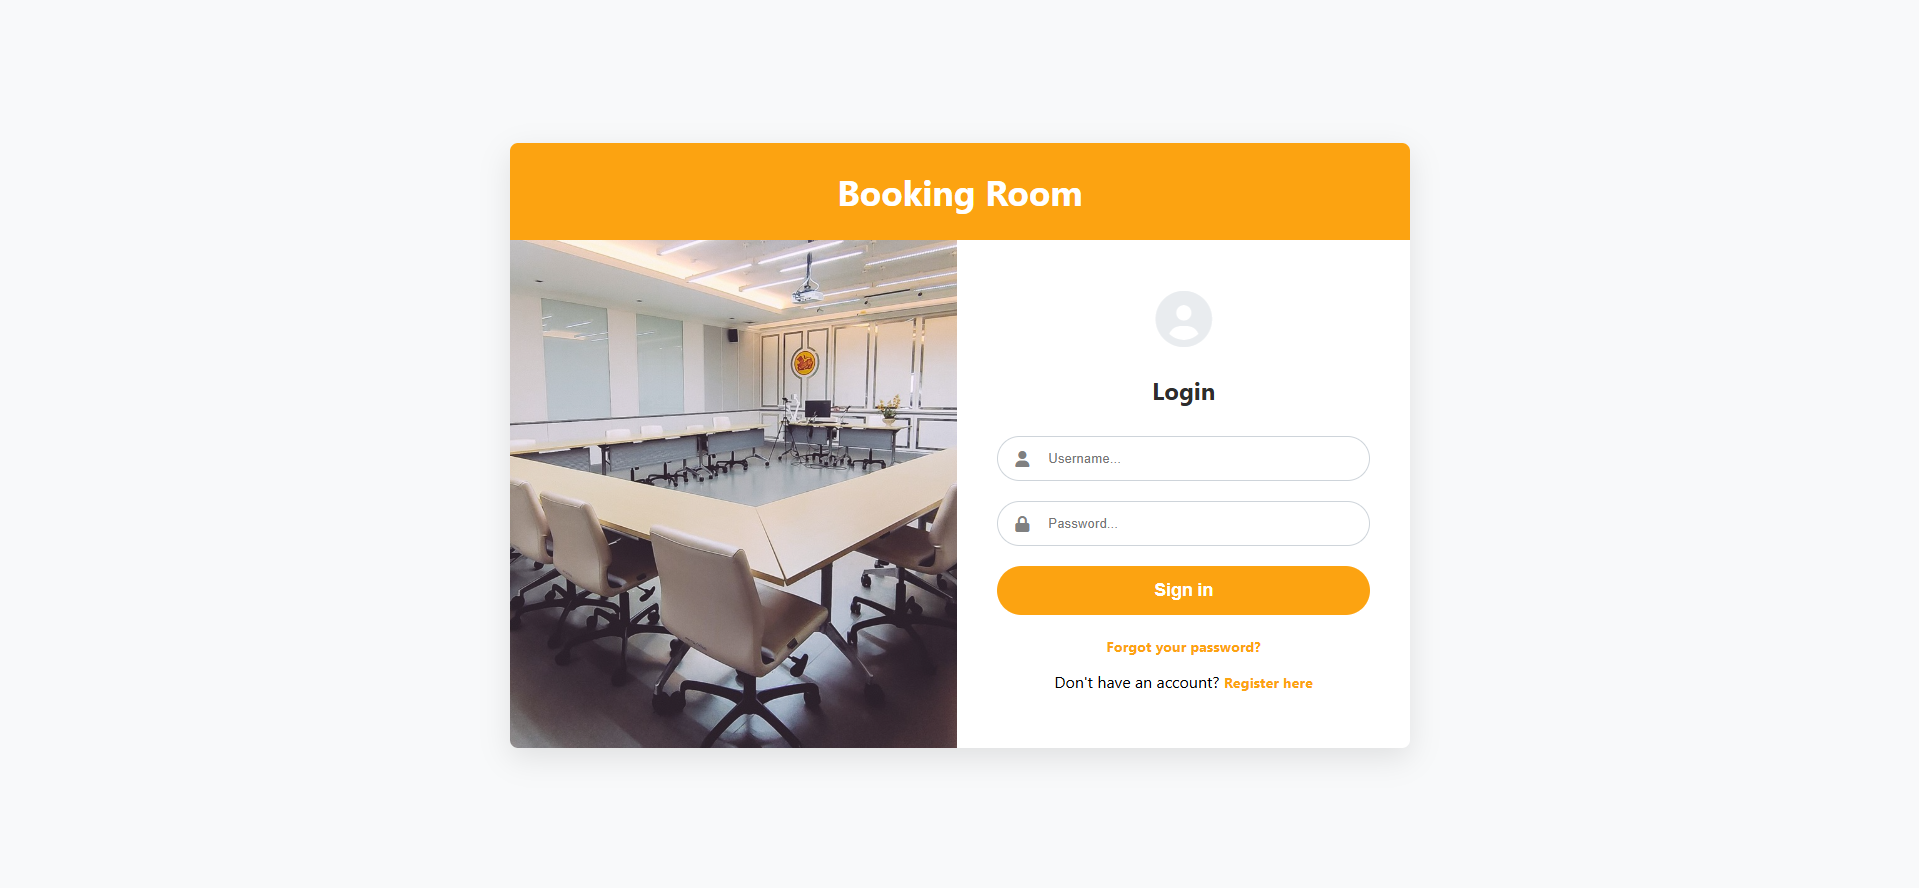 Booking Room
Login
Username...
Password...
Sign in
Forgot your password?
Don't have an account? Register here